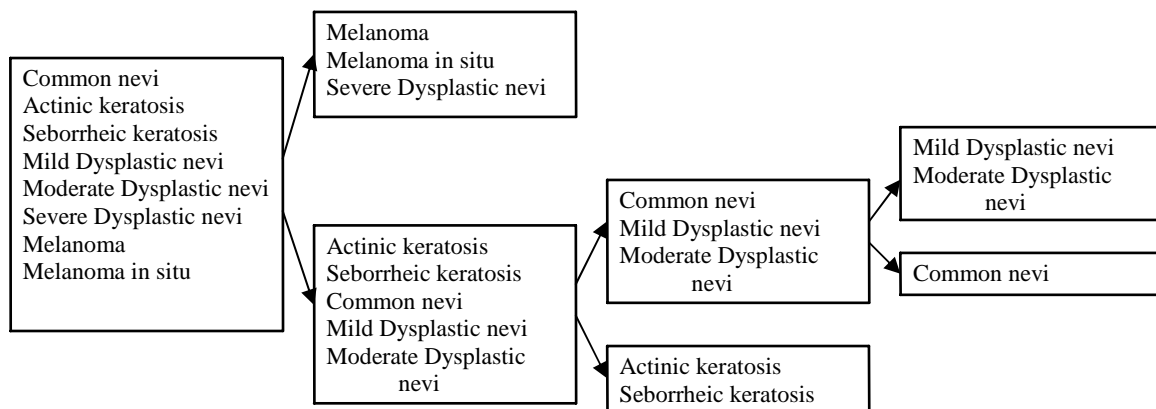 Common nevi
Actinic keratosis
Seborrheic keratosis
Mild Dysplastic nevi
Moderate Dysplastic nevi
Severe Dysplastic nevi
Melanoma
Melanoma in situ
Melanoma
Melanoma in situ
Severe Dysplastic nevi
Actinic keratosis
Seborrheic keratosis
Common nevi
Mild Dysplastic nevi
Moderate Dysplastic
nevi
Common nevi
Mild Dysplastic nevi
Moderate Dysplastic
nevi
Actinic keratosis
Seborrheic keratosis
Mild Dysplastic nevi
Moderate Dysplastic
nevi
Common nevi